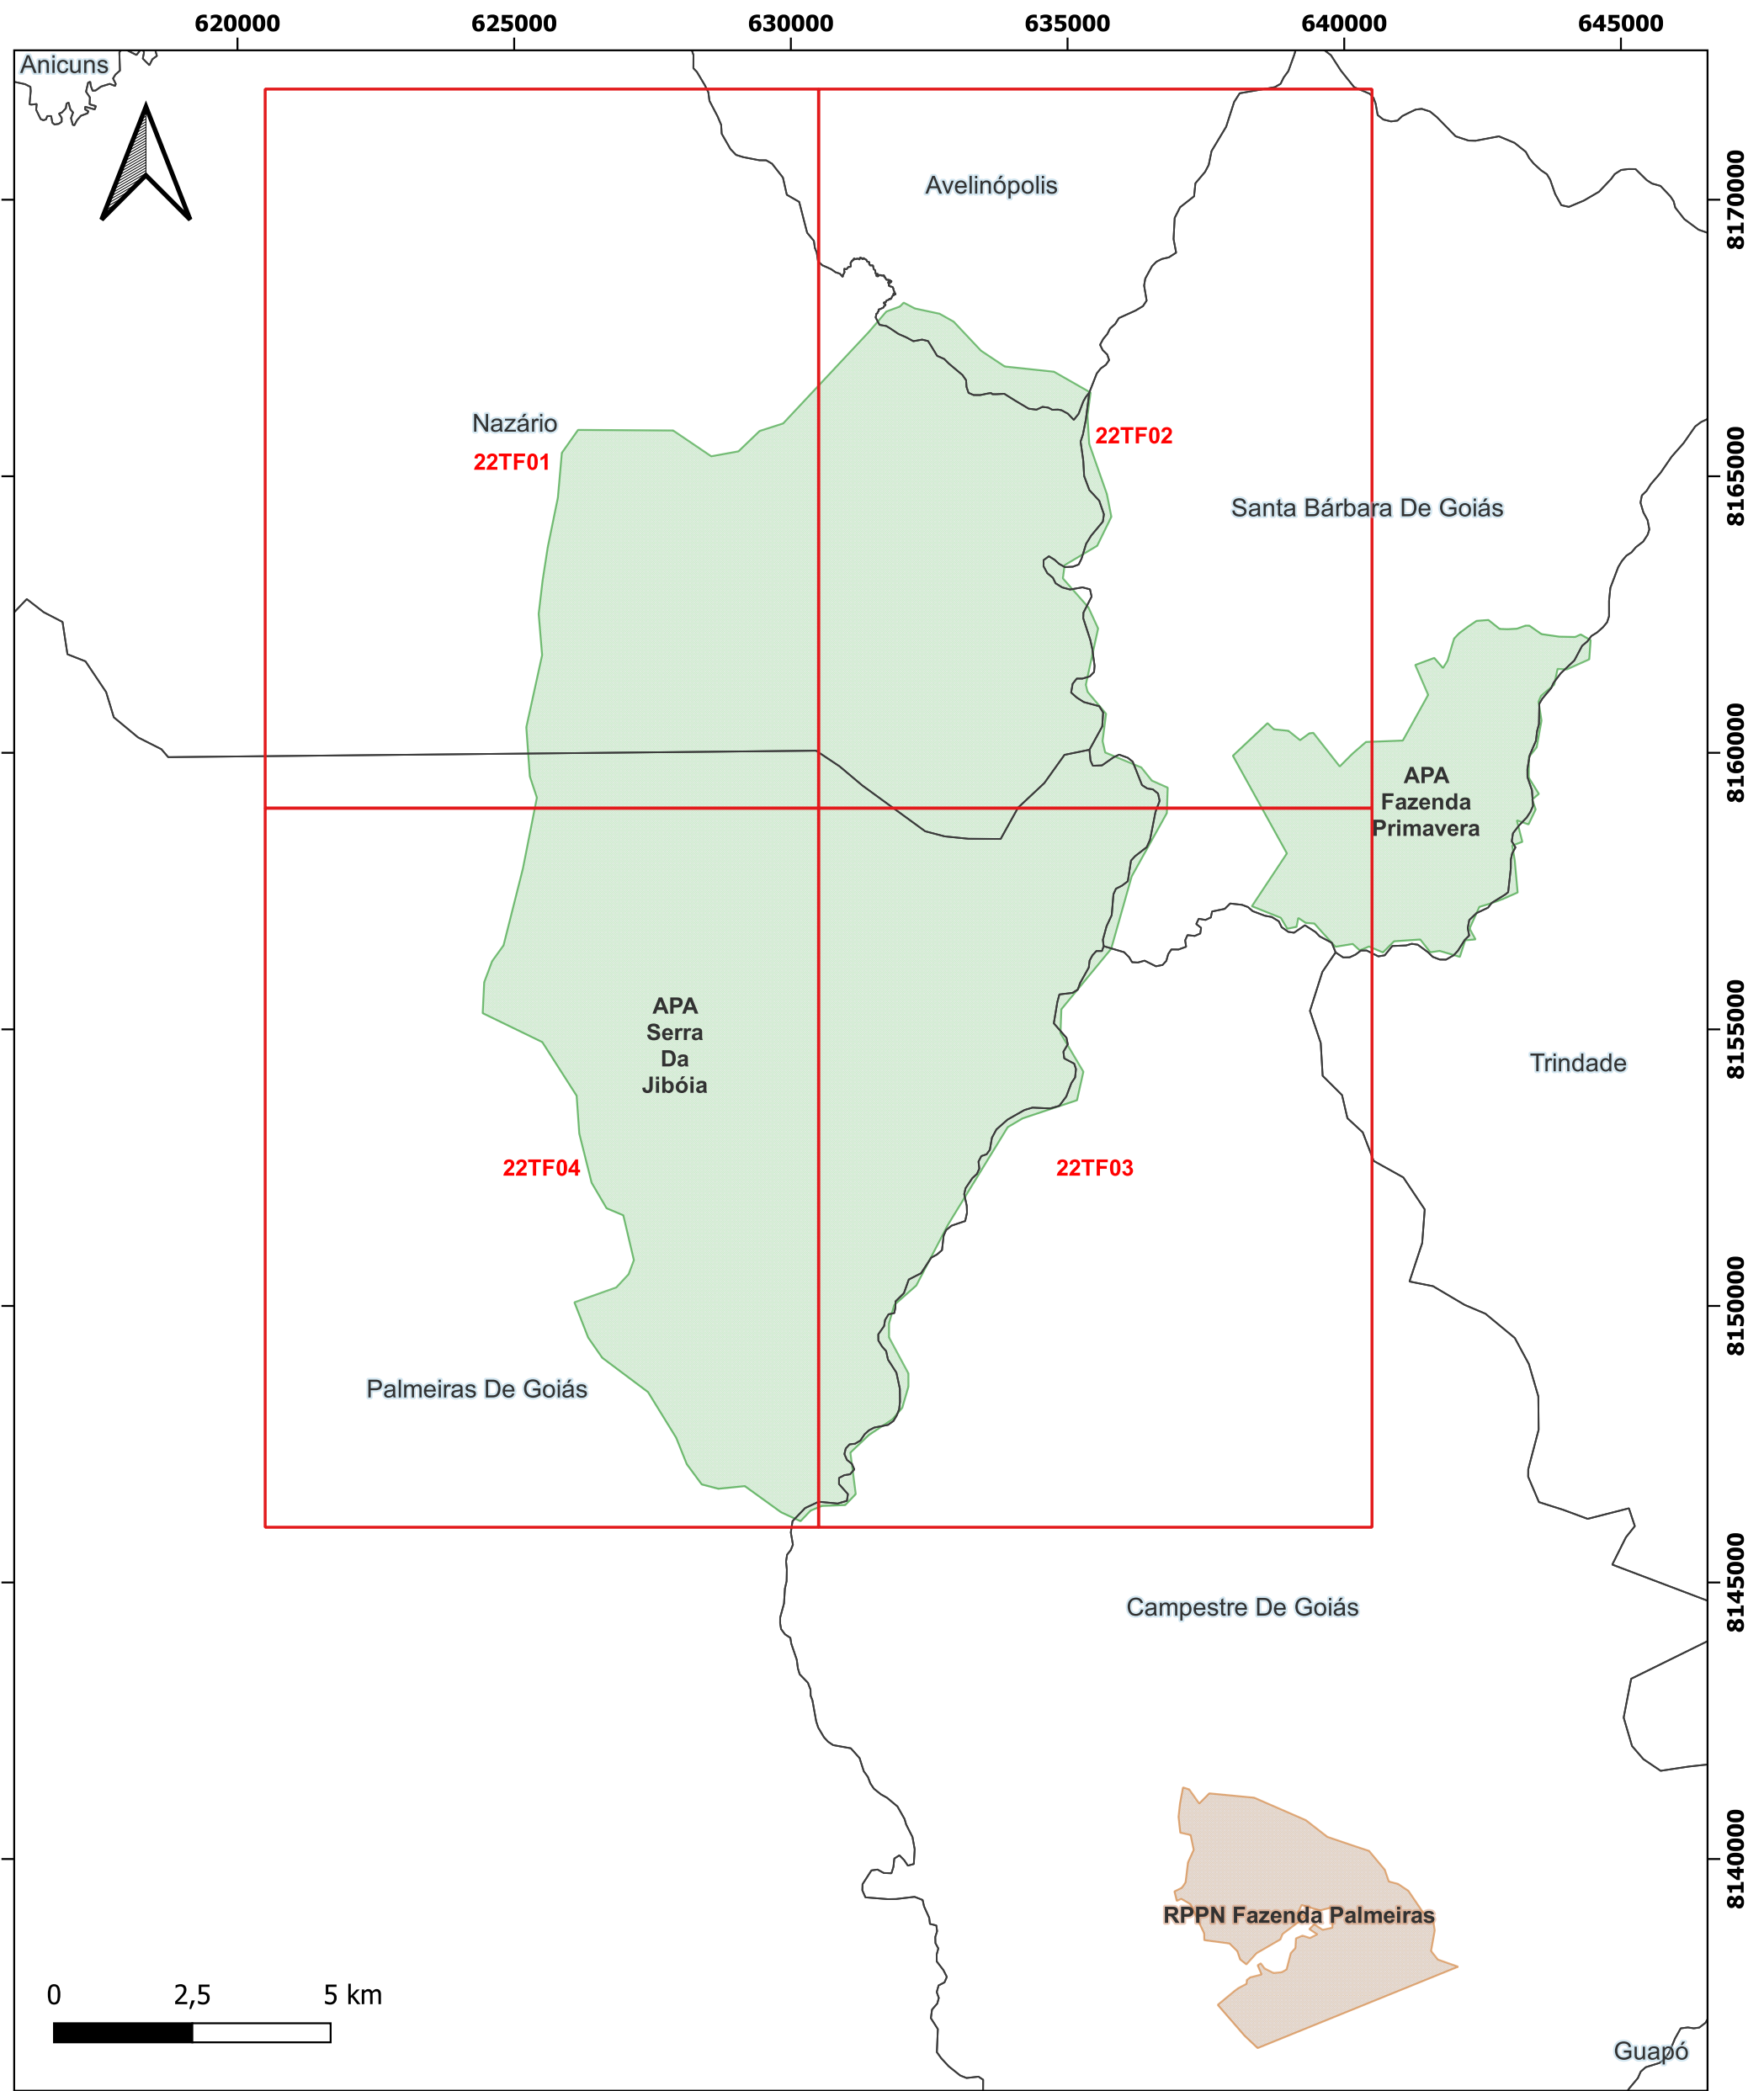 620000 625000 630000 635000 640000 645000
Anicuns
8170000
Avelinópolis
Nazário
22TF01
22TF02
8165000
Santa Bárbara De Goiás
8160000
APA
Fazenda
Primavera
APA
Serra
Da
Jibóia
8155000
Trindade
22TF04
22TF03
8150000
Palmeiras De Goiás
8145000
Campestre De Goiás
8140000
RPPN Fazenda Palmeiras
0 2,5 5 km
Guapó